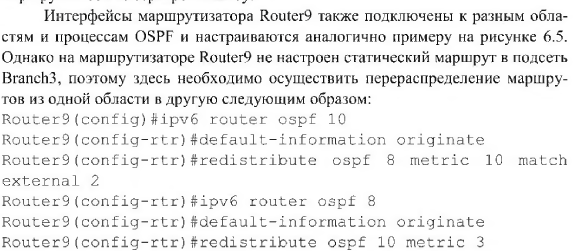 Интерфейсы маршрутизатора Router9 также подключены к разным обла-
стям и процессам OSPF и настраиваются аналогично примеру на рисунке 6.5.
Однако на маршрутизаторе Router9 не настроен статический маршрут в подсеть
Branch3, поэтому здесь необходимо осуществить перераспределение маршру-
тов из одной области в другую следующим образом:
Router9(config)#ipv6 router ospf 10
Router9(config-rtr)#default-information originate
Router9(config-rtr)#redistribute ospf 8 metric 10 match
external 2
Router9(config-rtr)#ipv6 router ospf 8
Router9(config-rtr)#default-information originate
Router9(config-rtr)#redistribute ospf 10 metric 3